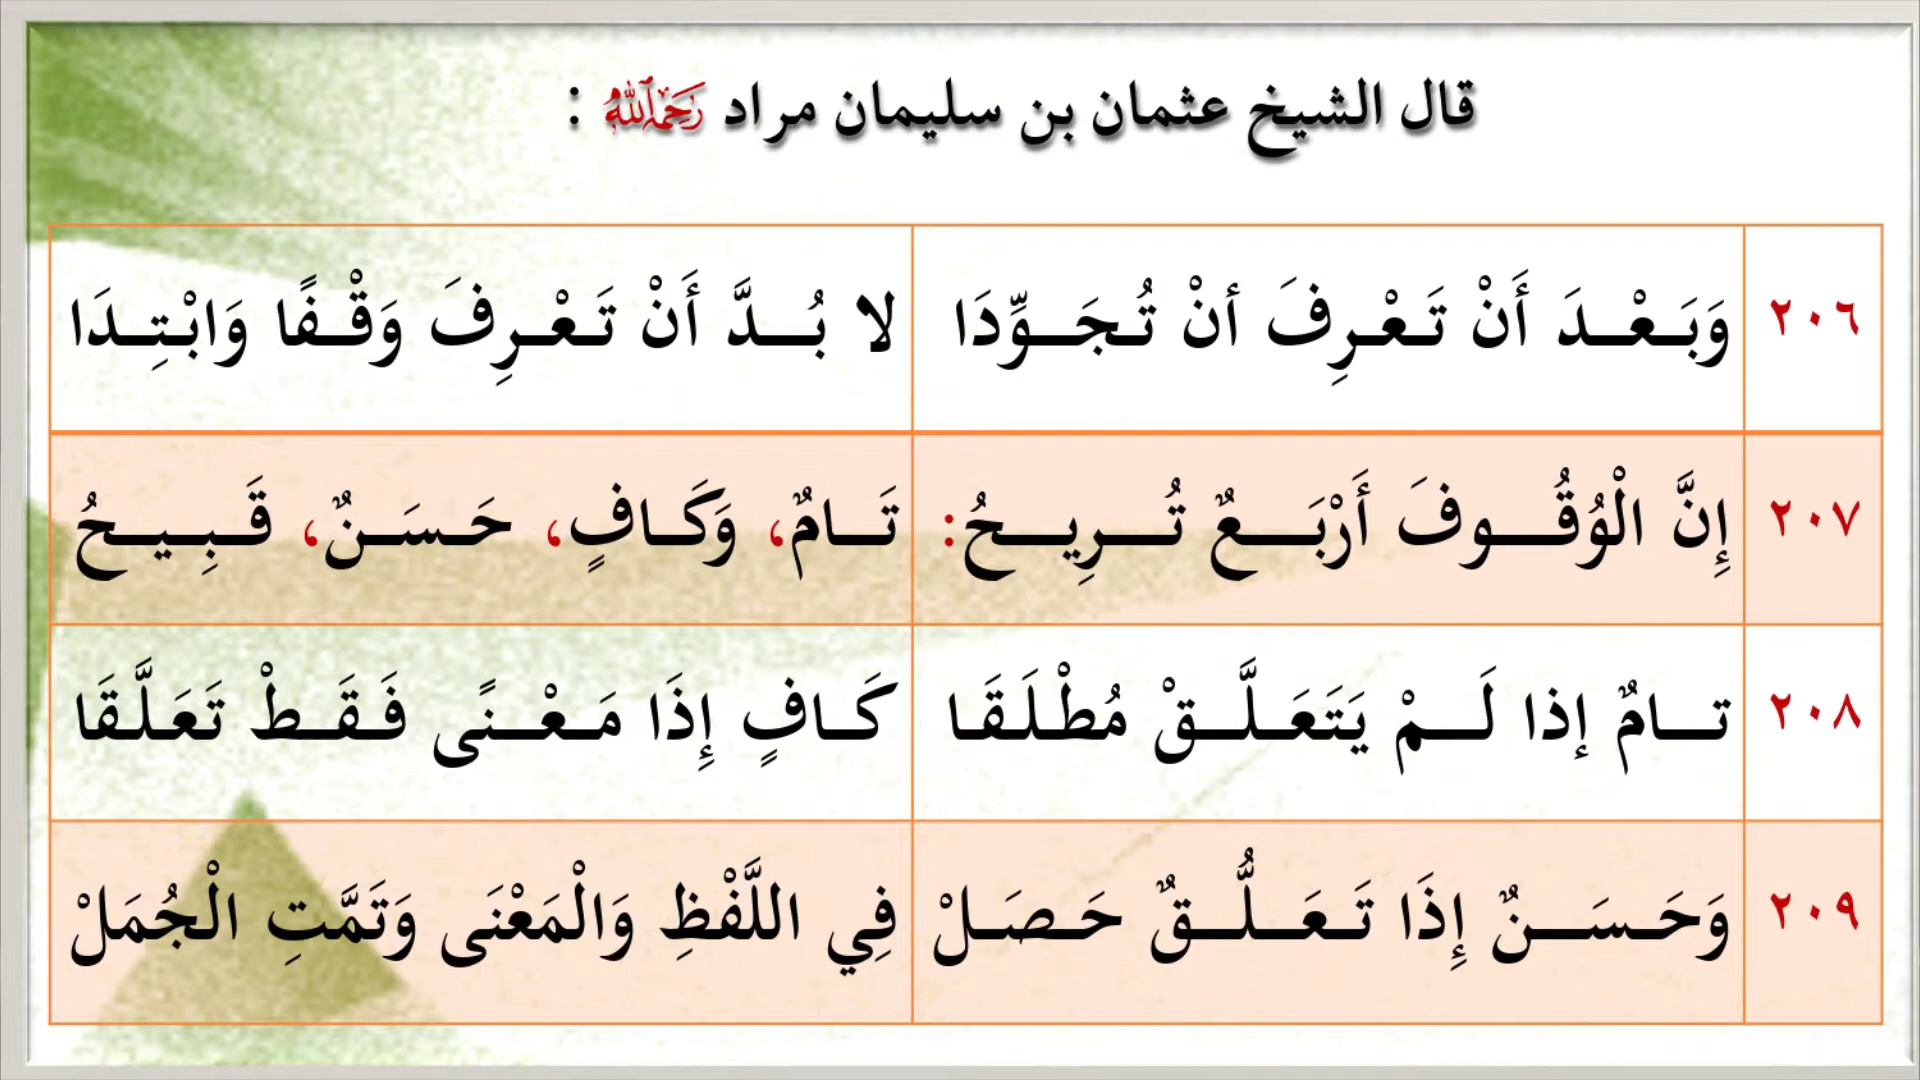 قال الشيخ عثمان بن سليمان مراد رَحِمَهُ اللَّهُ :
٢٠٦ وَبَعْدَ أَنْ تَعْرِفَ أنْ تُجَوِّدَا لا بُدَّ أَنْ تَعْرِفَ وَقْفًا وَابْتِدَا
٢٠٧ إِنَّ الْوُقُوفَ أَرْبَعٌ تُرِيحُ: تَامٌ، وَكَافٍ، حَسَنٌ، قَبِيحُ
٢٠٨ تامٌ إذا لَمْ يَتَعَلَّقْ مُطْلَقَا كَافٍ إِذَا مَعْنًى فَقَطْ تَعَلَّقَا
٢٠٩ وَحَسَنٌ إِذَا تَعَلُّقٌ حَصَلْ فِي اللَّفْظِ وَالْمَعْنَى وَتَمَّتِ الْجُمَلْ